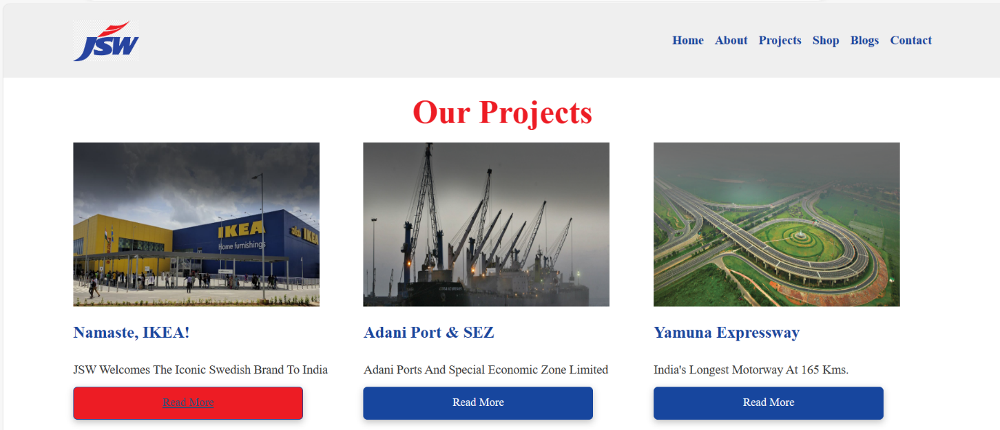 JSW
Home About Projects Shop Blogs Contact
Our Projects
IKEA
Home furnishings
IKEA
Namaste, IKEA!
Adani Port & SEZ
Yamuna Expressway
JSW Welcomes The Iconic Swedish Brand To India
Adani Ports And Special Economic Zone Limited
India's Longest Motorway At 165 Kms.
Read More
Read More
Read More